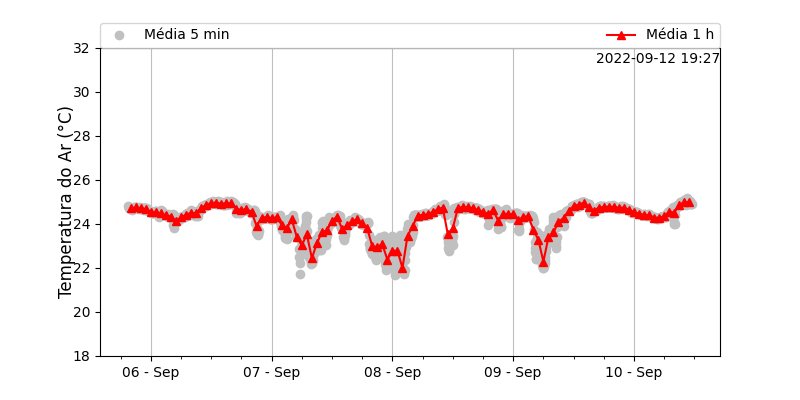 Média 5 min
Média 1 h
2022-09-12 19:27
Temperatura do Ar (°C)
32
30
28
26
24
22
20
18
06 - Sep
07 - Sep
08 - Sep
09 - Sep
10 - Sep